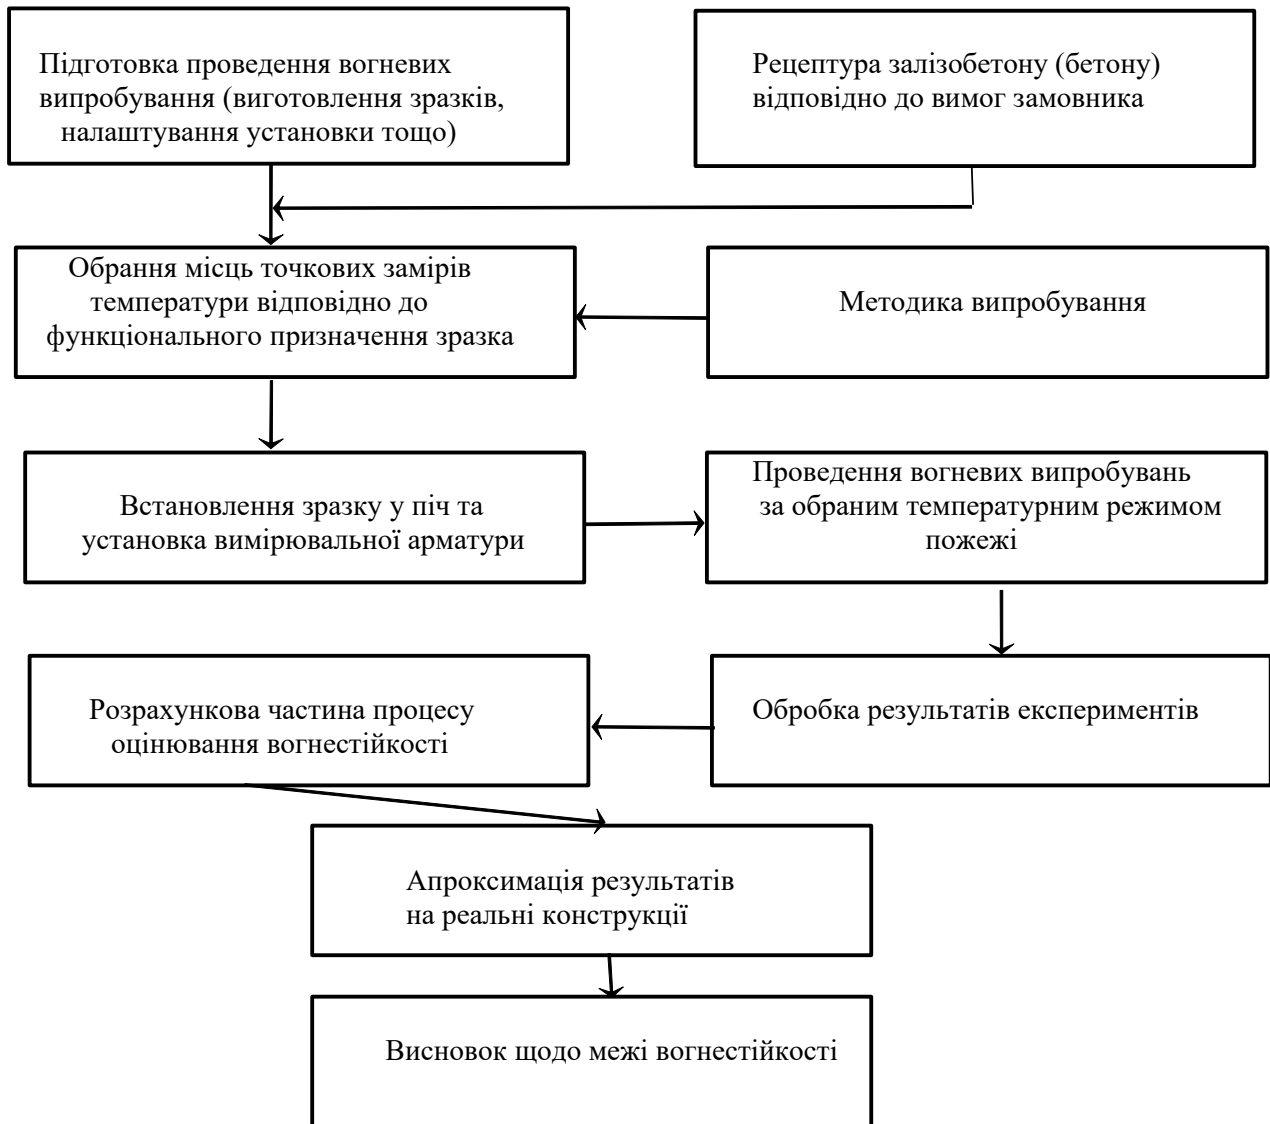 Підготовка проведення вогневих
випробування (виготовлення зразків,
налаштування установки тощо)
Рецептура залізобетону (бетону)
відповідно до вимог замовника
Обрання місць точкових замірів
температури відповідно до
функціонального призначення зразка
Методика випробування
Встановлення зразку у піч та
установка вимірювальної арматури
Проведення вогневих випробувань
за обраним температурним режимом
пожежі
Розрахункова частина процесу
оцінювання вогнестійкості
Обробка результатів експериментів
Апроксимація результатів
на реальні конструкції
Висновок щодо межі вогнестійкості